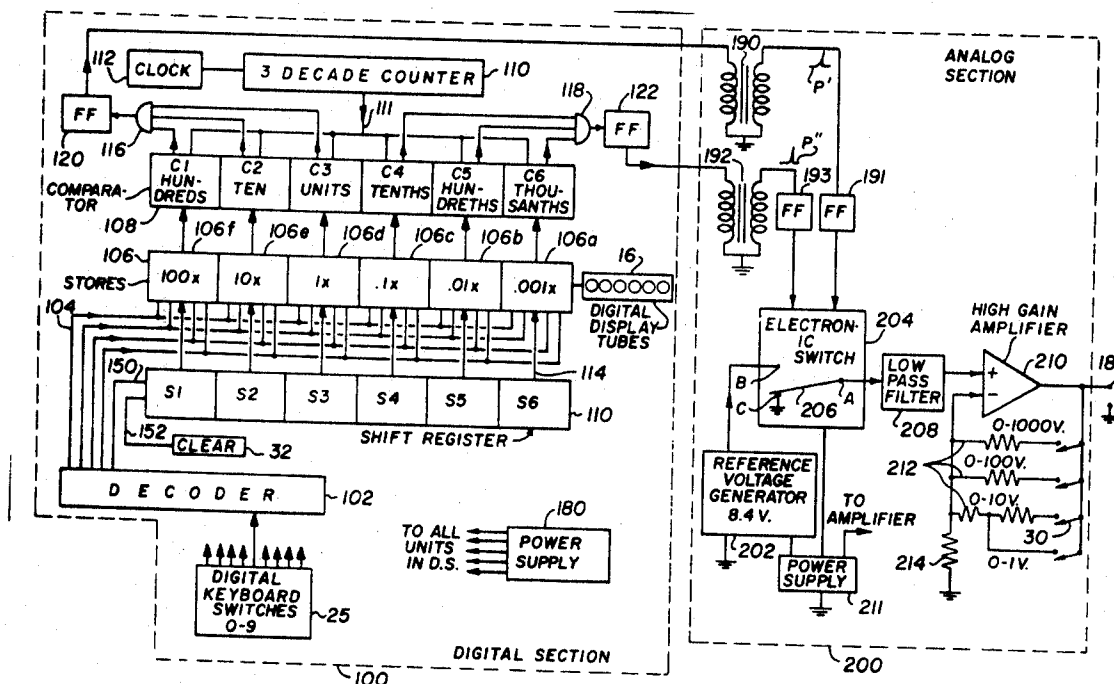 112
CLOCK
3 DECADE COUNTER
110
111
118
122
FF
120
116
FF
C1 HUN-
DREDS
C2
TEN
C3
UNITS
C4
TENTHS
C5
HUN-
DRETHS
C6
THOU-
SANTHS
COMPARA-
TOR
108
106f
106e
106d
106c
106b
106a
106
STORES
100x
10x
1x
.1x
.01x
.001x
16
DIGITAL
DISPLAY
TUBES
104
150
114
S1
S2
S3
S4
S5
S6
110
152
CLEAR
32
SHIFT REGISTER
DECODER
102
DIGITAL
KEYBOARD
SWITCHES
0-9
25
TO ALL
UNITS
IN D.S.
180
POWER
SUPPLY
DIGITAL SECTION
100
190
P'
ANALOG
SECTION
192
P"
193
FF
191
FF
ELECTRON-
IC SWITCH
204
B
C
206
A
LOW
PASS
FILTER
208
HIGH GAIN
AMPLIFIER
+
-
210
18
0-1000V.
0-100V.
212
0-10V.
30
0-1V.
214
REFERENCE
VOLTAGE
GENERATOR
8.4 V.
202
TO
AMPLIFIER
POWER
SUPPLY
211
200